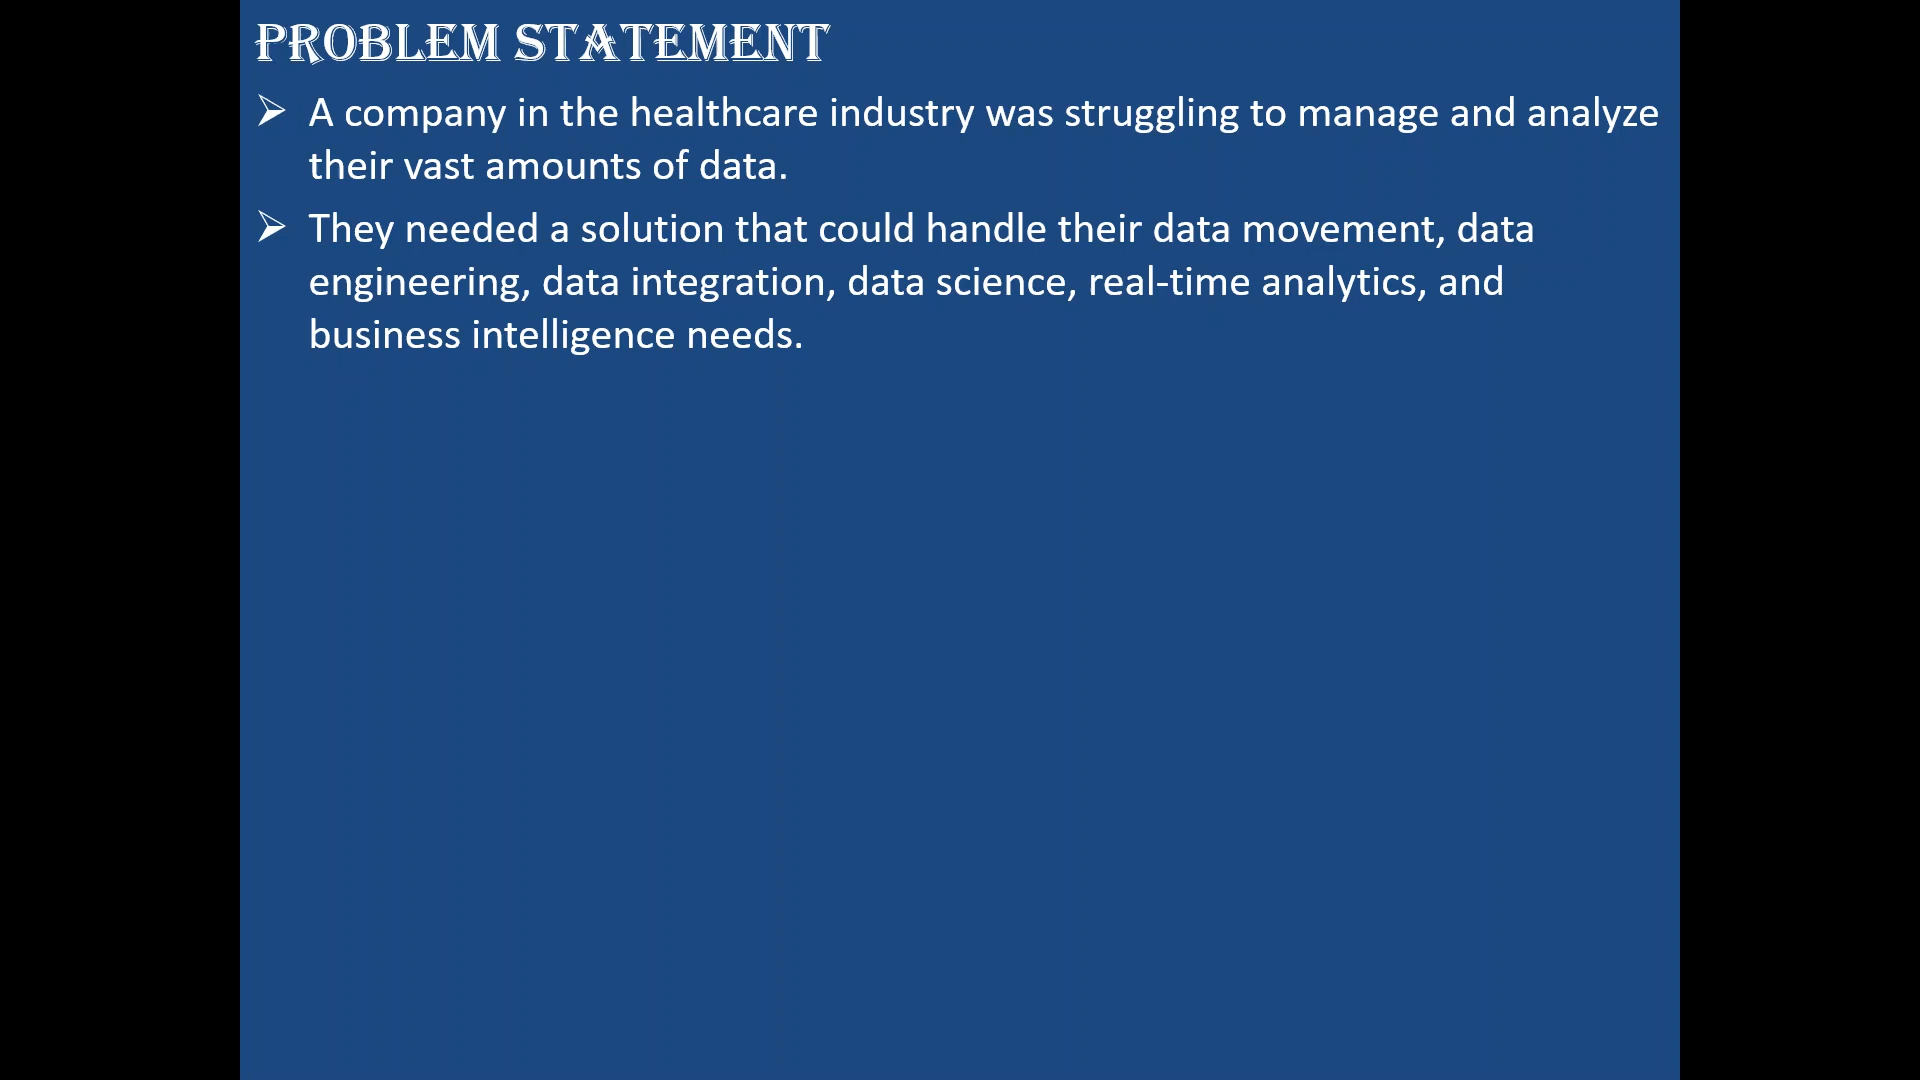 PROBLEM STATEMENT
➢ A company in the healthcare industry was struggling to manage and analyze
their vast amounts of data.
➢ They needed a solution that could handle their data movement, data
engineering, data integration, data science, real-time analytics, and
business intelligence needs.